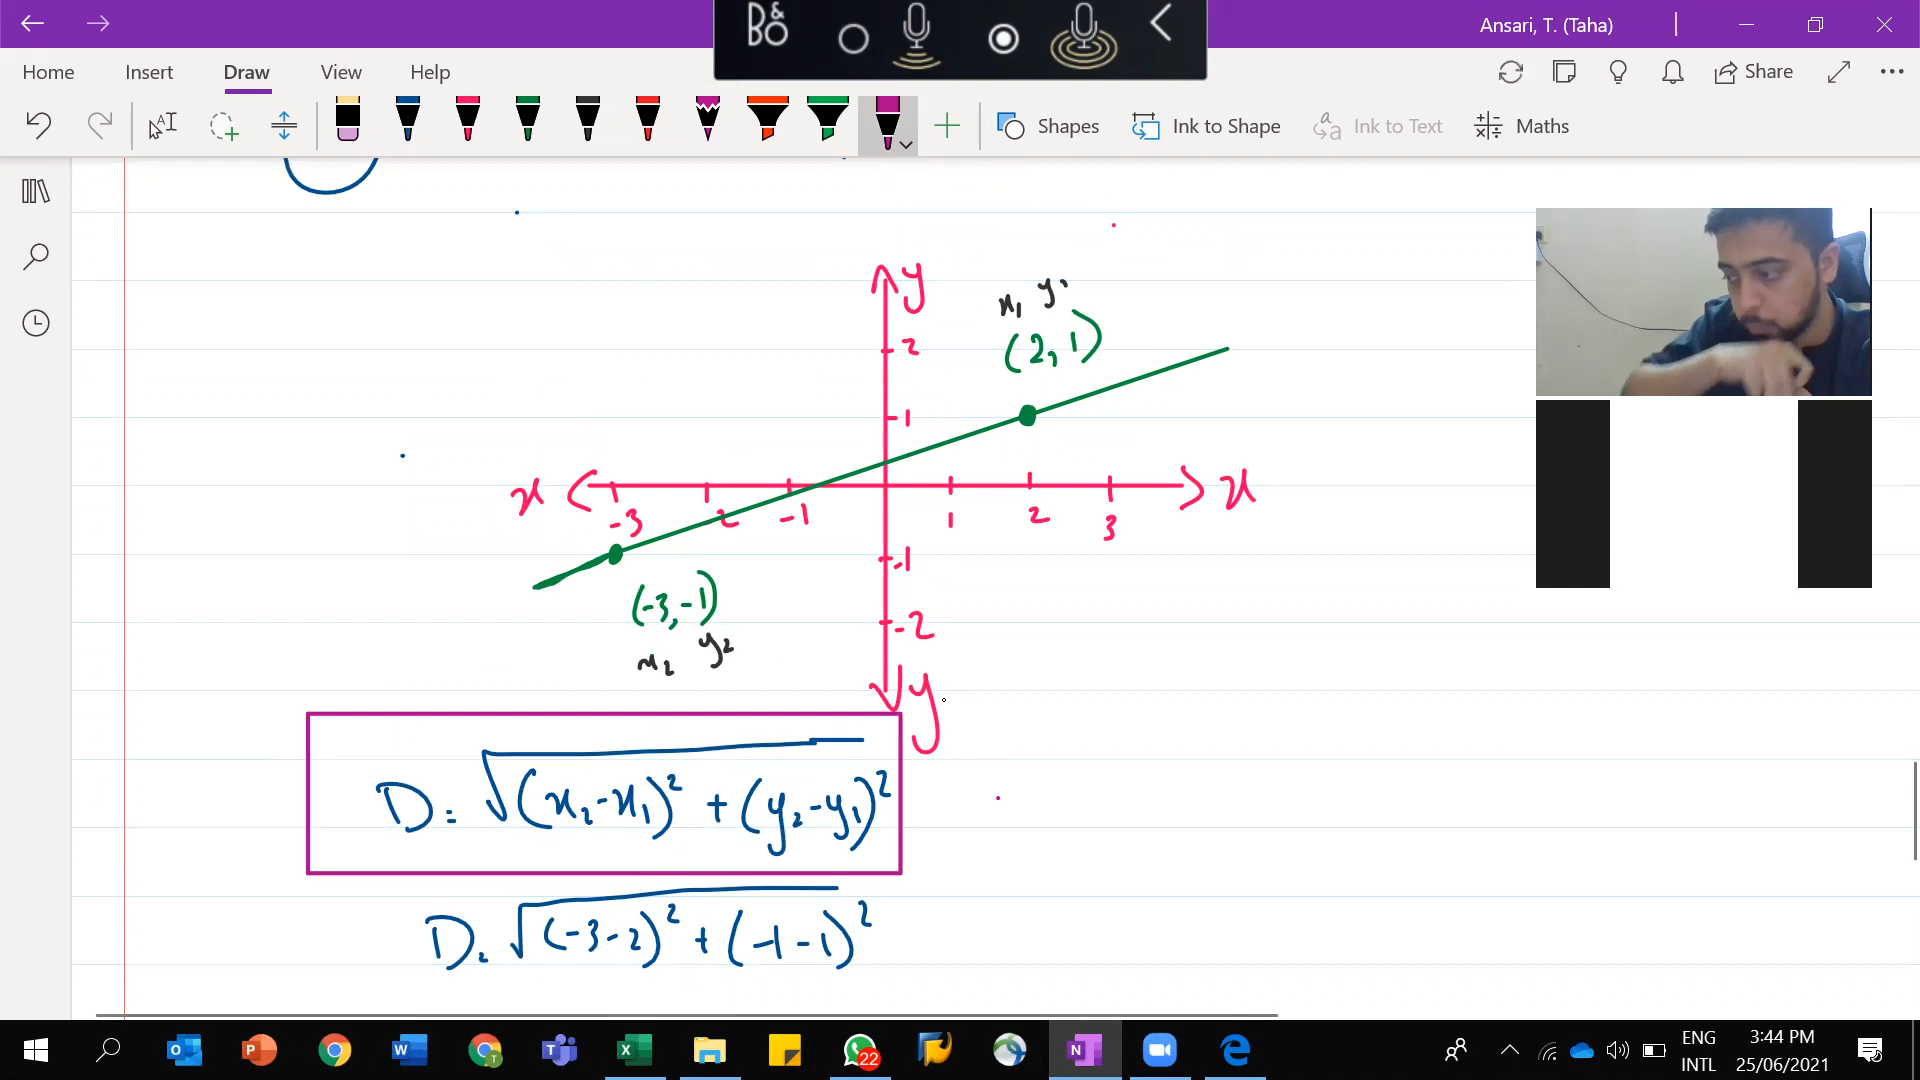 B&O
Ansari, T. (Taha)
Home Insert Draw View Help
Share
Shapes Ink to Shape Ink to Text Maths
y
x₁ y₁
(2, 1)
2
1
x x
-3 2 -1 1 2 3
-1
(-3, -1)
-2
x₂ y₂
y
D = √(x₂-x₁)² + (y₂-y₁)²
D = √(-3-2)² + (-1-1)²
22
ENG
INTL
3:44 PM
25/06/2021